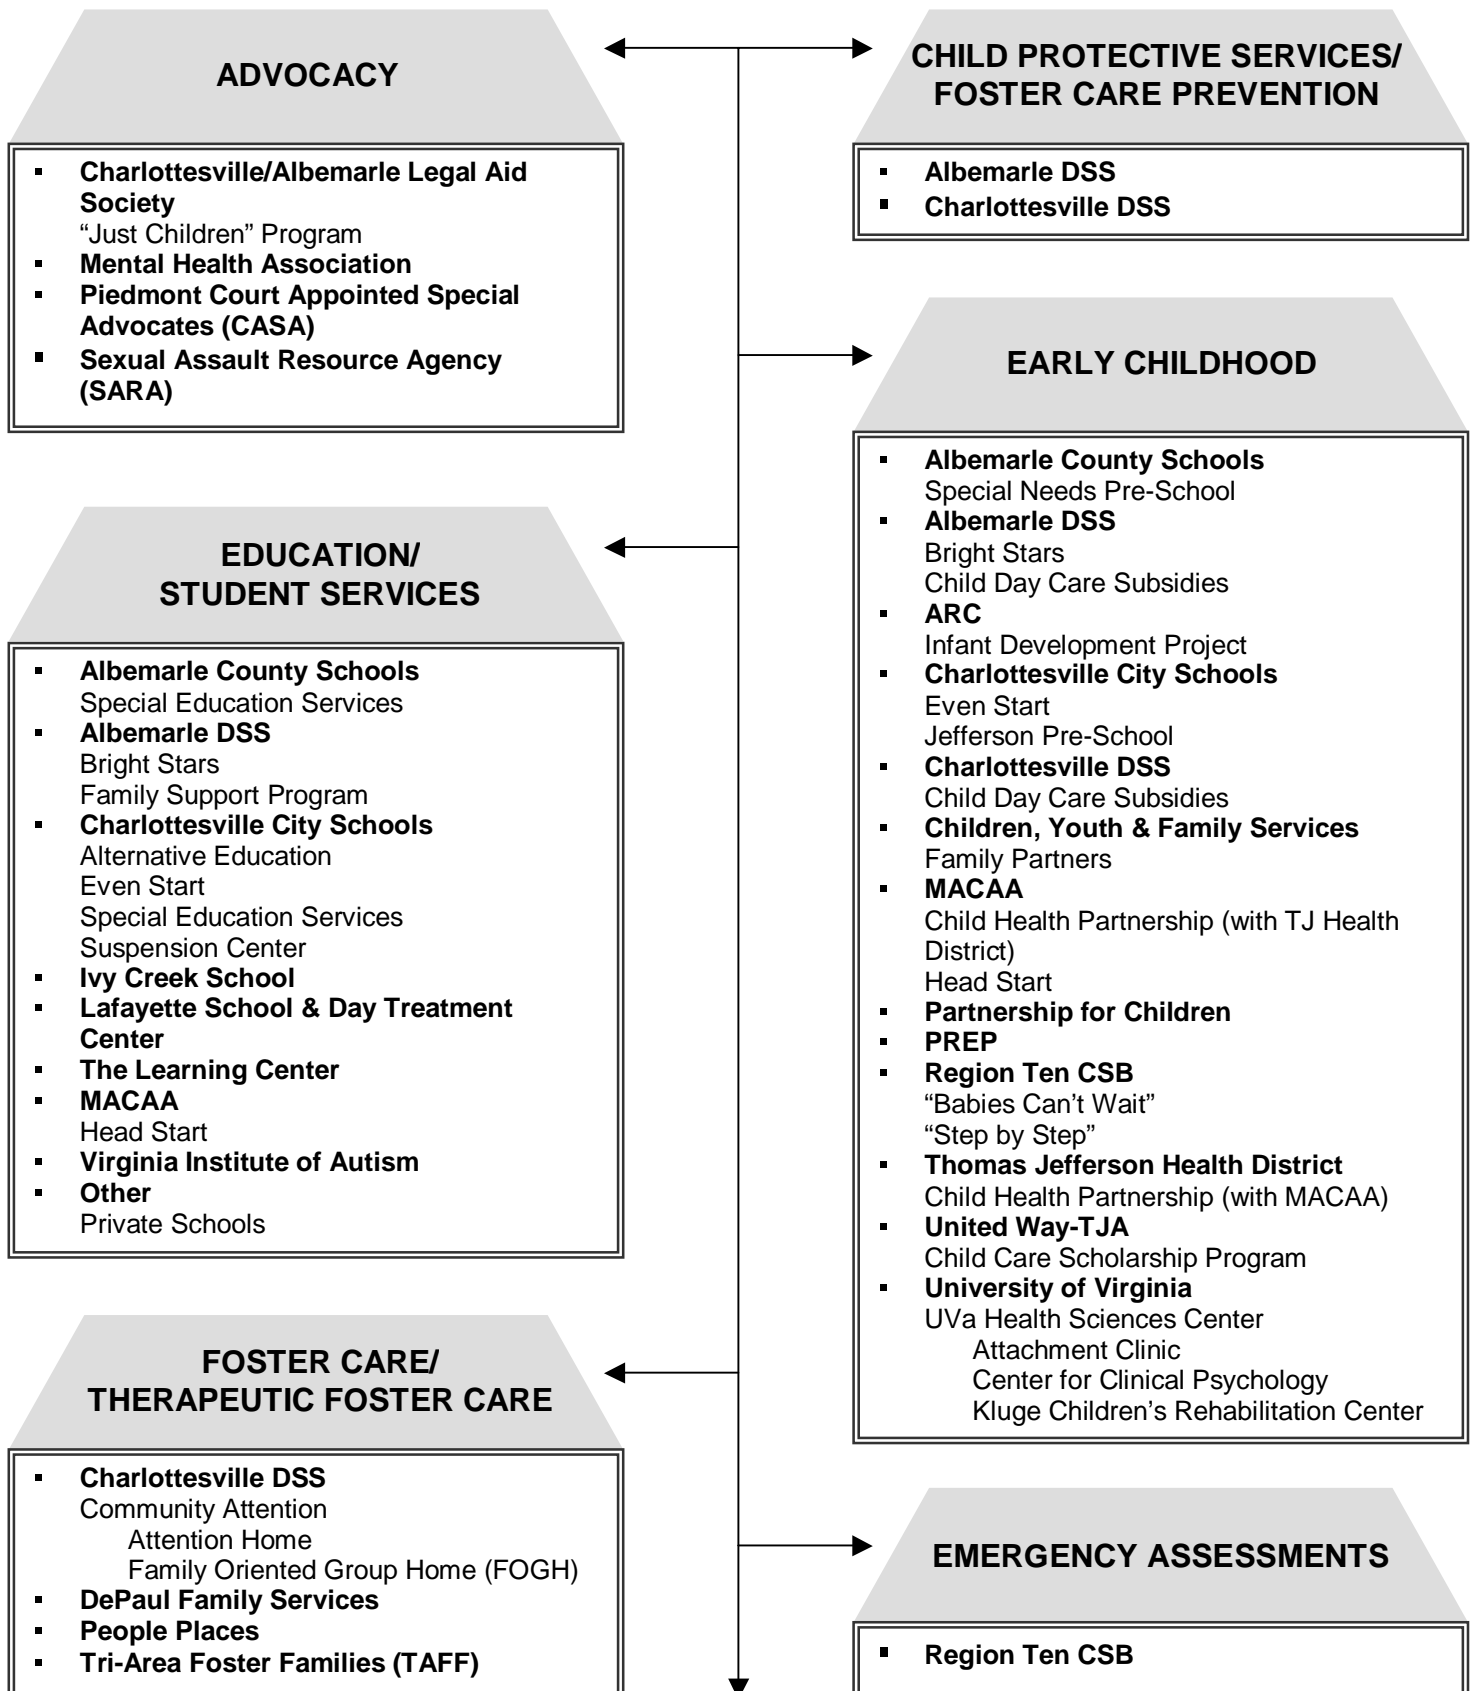 ADVOCACY
▪ Charlottesville/Albemarle Legal Aid
Society
“Just Children” Program
▪ Mental Health Association
▪ Piedmont Court Appointed Special
Advocates (CASA)
▪ Sexual Assault Resource Agency
(SARA)
CHILD PROTECTIVE SERVICES/
FOSTER CARE PREVENTION
▪ Albemarle DSS
▪ Charlottesville DSS
EARLY CHILDHOOD
▪ Albemarle County Schools
Special Needs Pre-School
▪ Albemarle DSS
Bright Stars
Child Day Care Subsidies
▪ ARC
Infant Development Project
▪ Charlottesville City Schools
Even Start
Jefferson Pre-School
▪ Charlottesville DSS
Child Day Care Subsidies
▪ Children, Youth & Family Services
Family Partners
▪ MACAA
Child Health Partnership (with TJ Health
District)
Head Start
▪ Partnership for Children
▪ PREP
▪ Region Ten CSB
“Babies Can’t Wait”
“Step by Step”
▪ Thomas Jefferson Health District
Child Health Partnership (with MACAA)
▪ United Way-TJA
Child Care Scholarship Program
▪ University of Virginia
UVa Health Sciences Center
Attachment Clinic
Center for Clinical Psychology
Kluge Children’s Rehabilitation Center
EDUCATION/
STUDENT SERVICES
▪ Albemarle County Schools
Special Education Services
▪ Albemarle DSS
Bright Stars
Family Support Program
▪ Charlottesville City Schools
Alternative Education
Even Start
Special Education Services
Suspension Center
▪ Ivy Creek School
▪ Lafayette School & Day Treatment
Center
▪ The Learning Center
▪ MACAA
Head Start
▪ Virginia Institute of Autism
▪ Other
Private Schools
FOSTER CARE/
THERAPEUTIC FOSTER CARE
▪ Charlottesville DSS
Community Attention
Attention Home
Family Oriented Group Home (FOGH)
▪ DePaul Family Services
▪ People Places
▪ Tri-Area Foster Families (TAFF)
EMERGENCY ASSESSMENTS
▪ Region Ten CSB